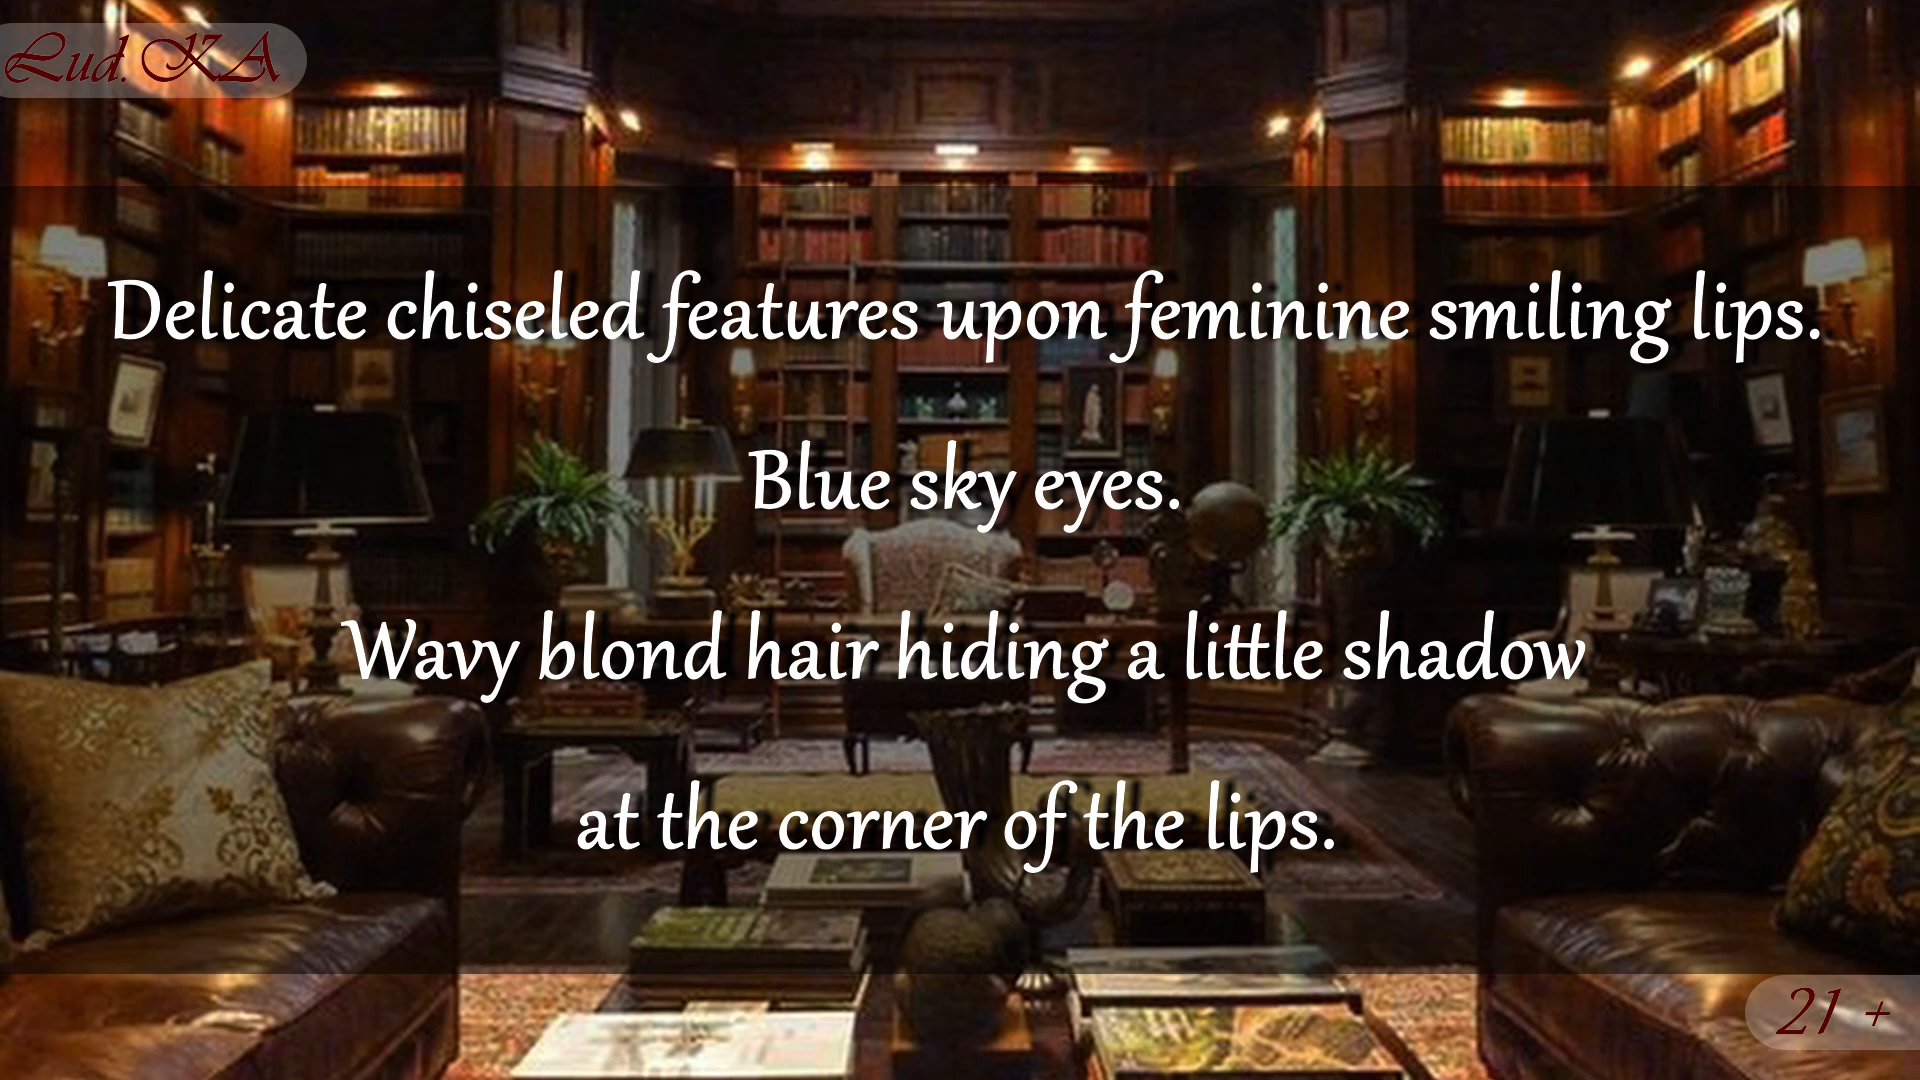 Lud. KA
Delicate chiseled features upon feminine smiling lips.
Blue sky eyes.
Wavy blond hair hiding a little shadow
at the corner of the lips.
21 +